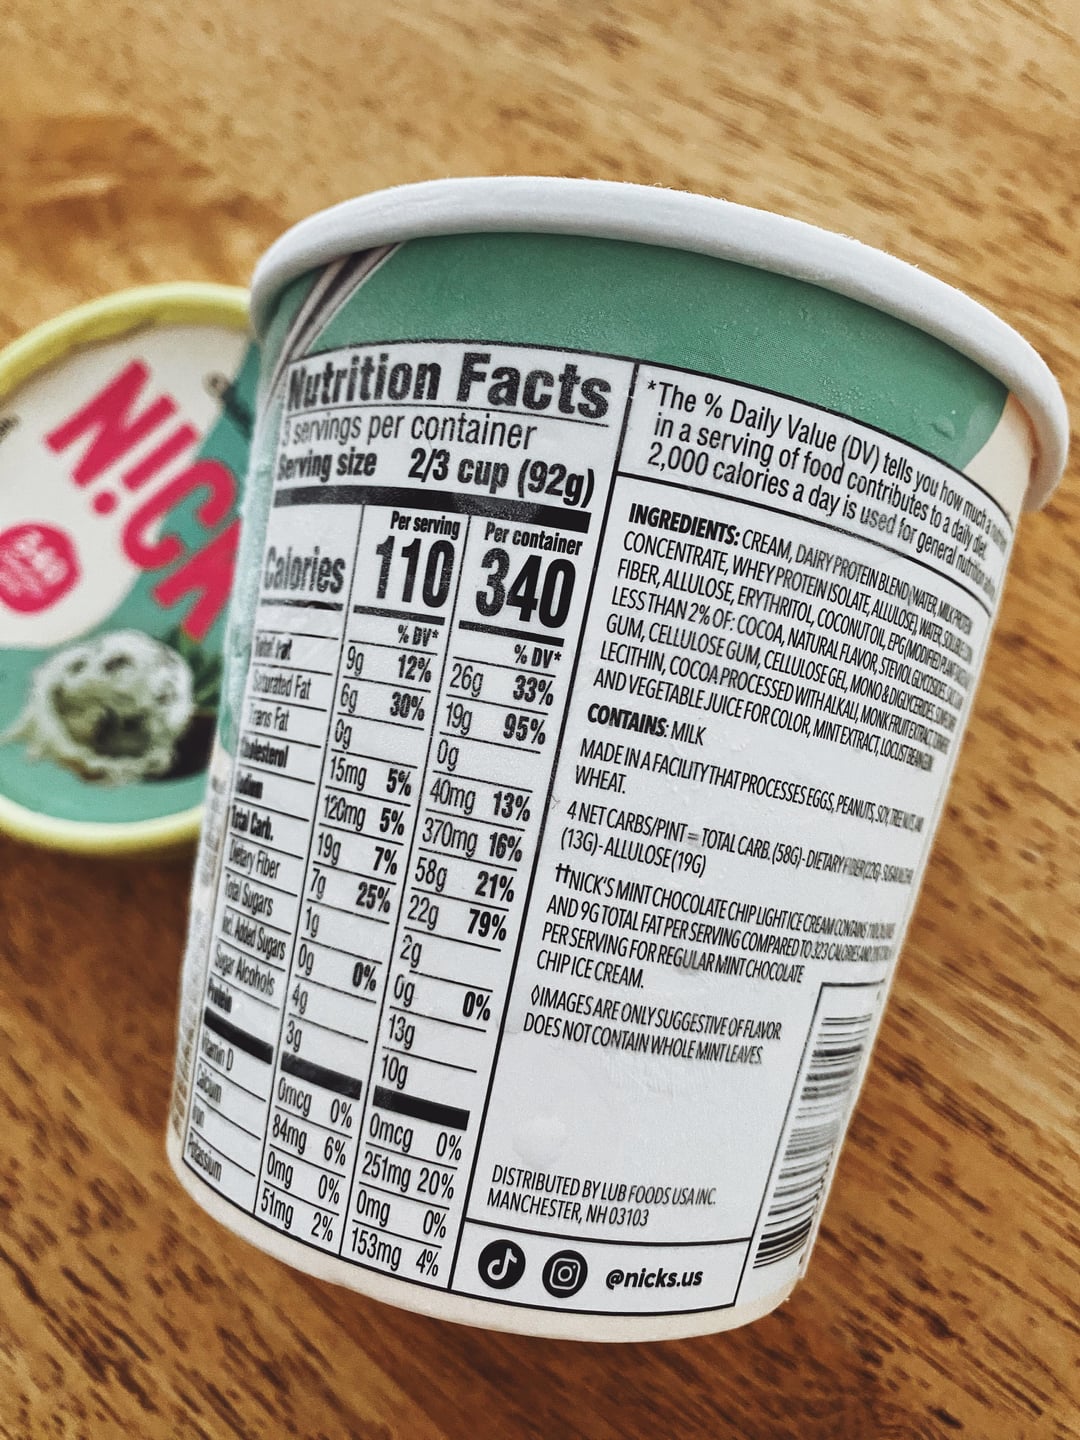 N!CK
Nutrition Facts
3 servings per container
Serving size 2/3 cup (92g)
Per serving Per container
Calories 110 340
% DV* % DV*
Total Fat 9g 12% 26g 33%
Saturated Fat 6g 30% 19g 95%
Trans Fat 0g 0g
Cholesterol 15mg 5% 40mg 13%
Sodium 120mg 5% 370mg 16%
Total Carb. 19g 7% 58g 21%
Dietary Fiber 7g 25% 22g 79%
Total Sugars 1g 2g
Incl. Added Sugars 0g 0% 0g 0%
Sugar Alcohols 4g 13g
Protein 3g 10g
Vitamin D 0mcg 0% 0mcg 0%
Calcium 84mg 6% 251mg 20%
Iron 0mg 0% 0mg 0%
Potassium 51mg 2% 153mg 4%
*The % Daily Value (DV) tells you how much a
in a serving of food contributes to a daily diet.
2,000 calories a day is used for general nutrition
INGREDIENTS: CREAM, DAIRY PROTEIN BLEND (WATER, MILK PROTEIN
CONCENTRATE, WHEY PROTEIN ISOLATE, ALLULOSE), WATER,
FIBER, ALLULOSE, ERYTHRITOL, COCONUT OIL, EPG (MODIFIED PLANT
LESS THAN 2% OF: COCOA, NATURAL FLAVOR, STEVIOL GLYCOSIDES,
GUM, CELLULOSE GUM, CELLULOSE GEL, MONO & DIGLYCERIDES,
LECITHIN, COCOA PROCESSED WITH ALKALI, MONK FRUIT EXTRACT,
AND VEGETABLE JUICE FOR COLOR, MINT EXTRACT, LOCUST BEAN GUM
CONTAINS: MILK
MADE IN A FACILITY THAT PROCESSES EGGS, PEANUTS, SOY, TREE NUT, AND
WHEAT.
4 NET CARBS/PINT = TOTAL CARB. (58G) - DIETARY FIBER (22G) -
(13G) - ALLULOSE (19G)
††NICK'S MINT CHOCOLATE CHIP LIGHT ICE CREAM CONTAINS
AND 9G TOTAL FAT PER SERVING COMPARED TO 323 CALORIES AND
PER SERVING FOR REGULAR MINT CHOCOLATE
CHIP ICE CREAM.
◊IMAGES ARE ONLY SUGGESTIVE OF FLAVOR.
DOES NOT CONTAIN WHOLE MINT LEAVES.
DISTRIBUTED BY LUB FOODS USA INC.
MANCHESTER, NH 03103
@nicks.us